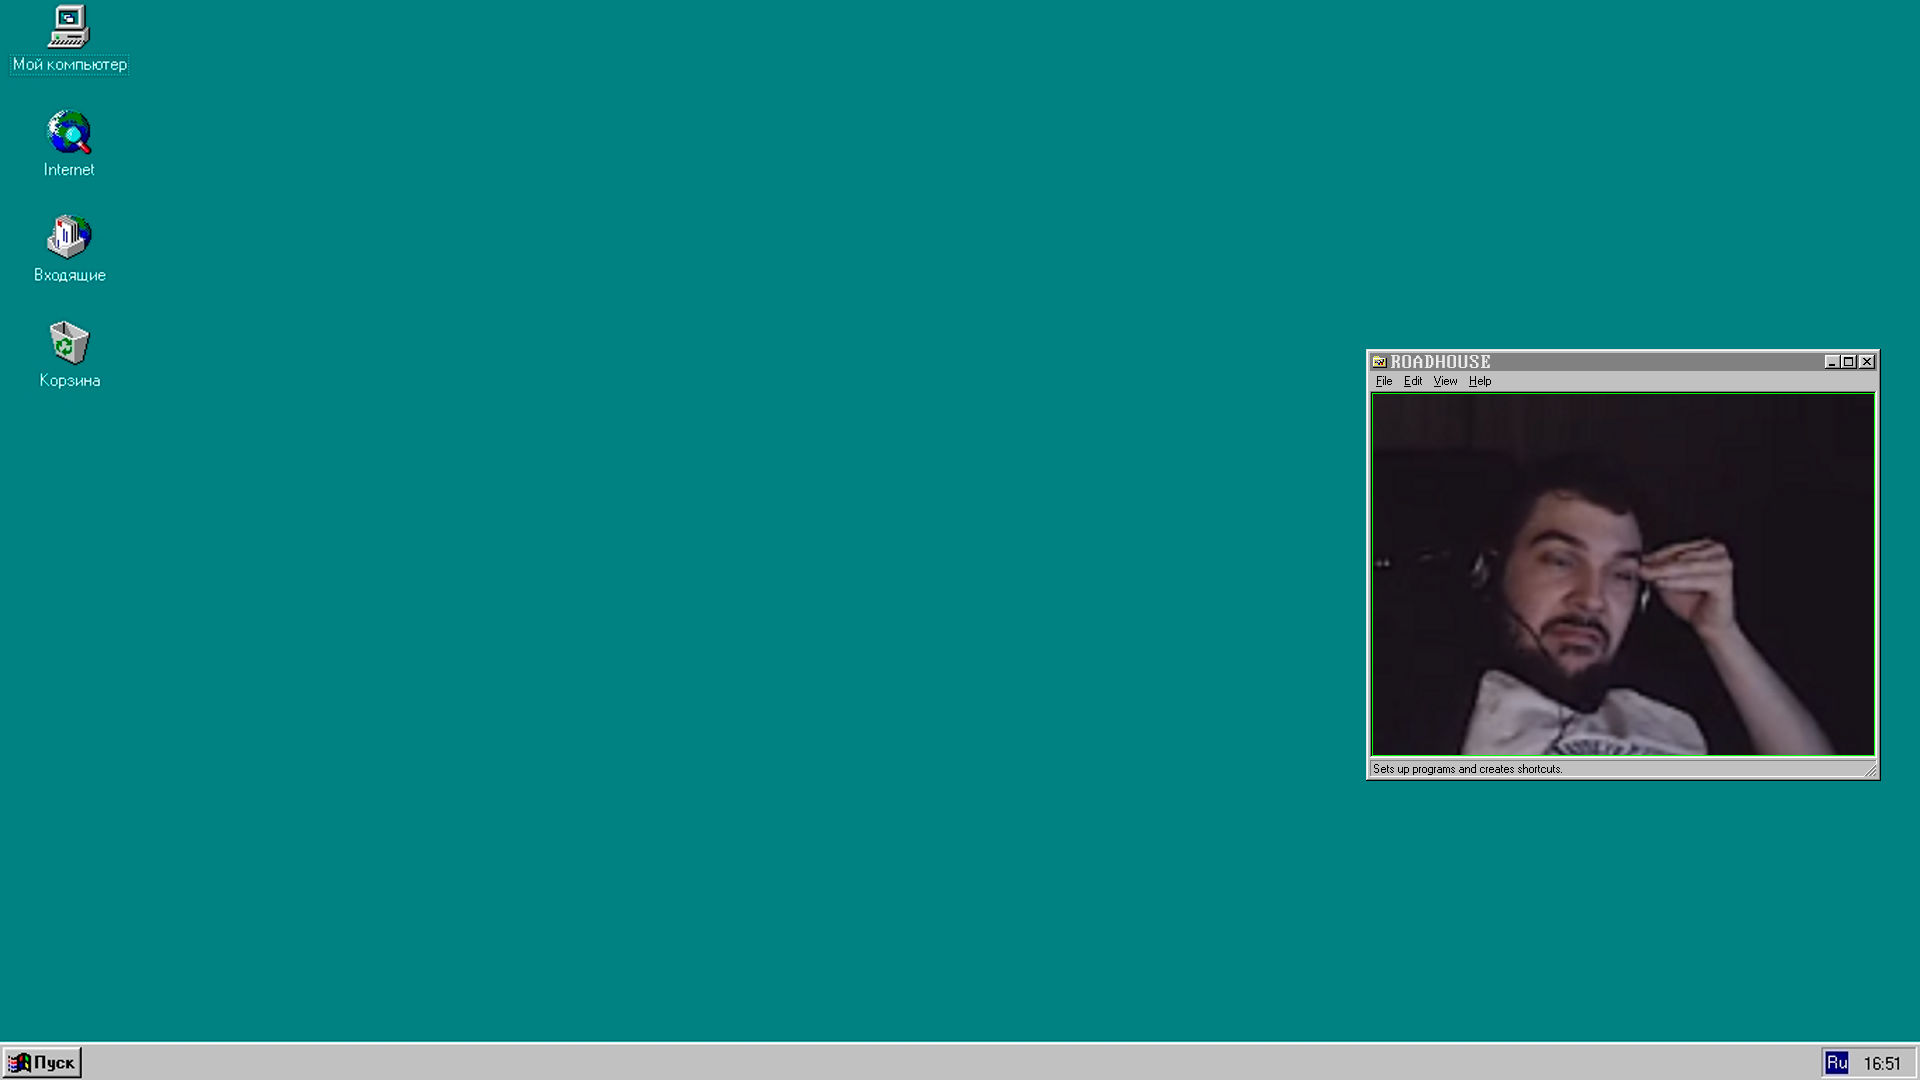 Мой компьютер
Internet
Входящие
Корзина
ROADHOUSE
File Edit View Help
Sets up programs and creates shortcuts.
Пуск
Ru 16:51